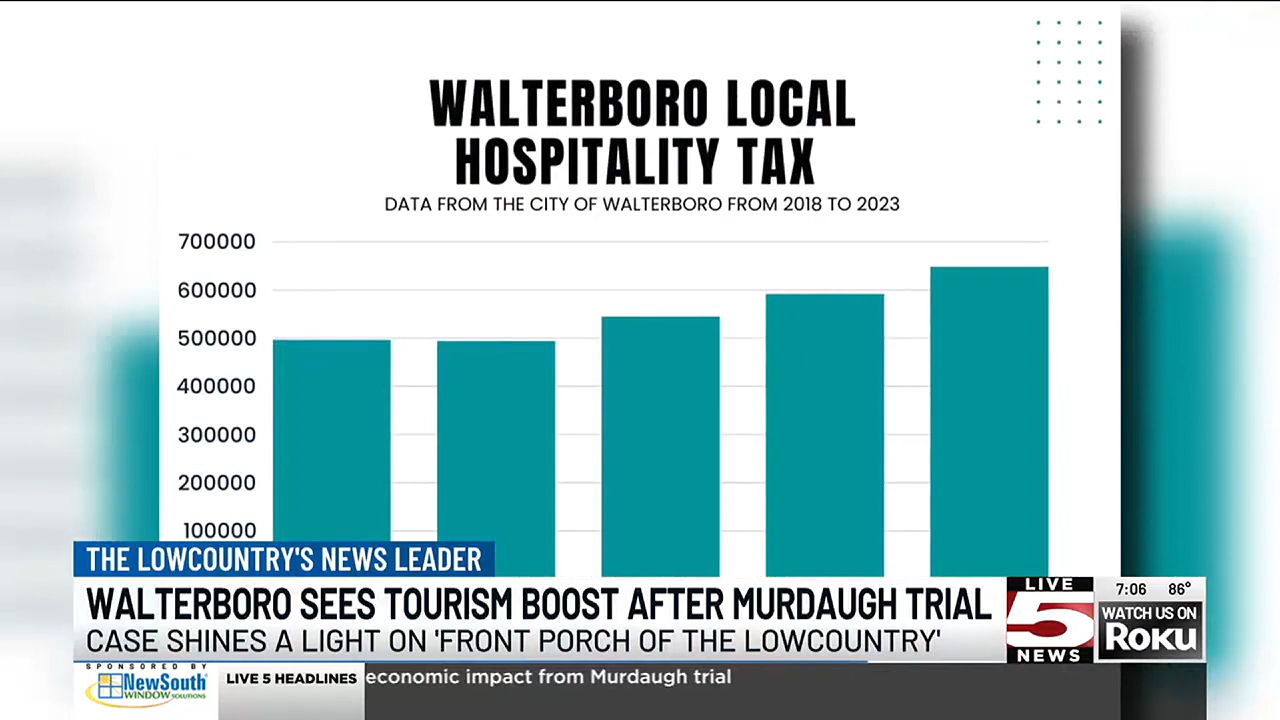 WALTERBORO LOCAL
HOSPITALITY TAX
DATA FROM THE CITY OF WALTERBORO FROM 2018 TO 2023
700000
600000
500000
400000
300000
200000
100000
THE LOWCOUNTRY'S NEWS LEADER
WALTERBORO SEES TOURISM BOOST AFTER MURDAUGH TRIAL
CASE SHINES A LIGHT ON 'FRONT PORCH OF THE LOWCOUNTRY'
LIVE
5
NEWS
7:06 86°
WATCH US ON
ROKU
SPONSORED BY
NewSouth
WINDOW SOLUTIONS
LIVE 5 HEADLINES
economic impact from Murdaugh trial